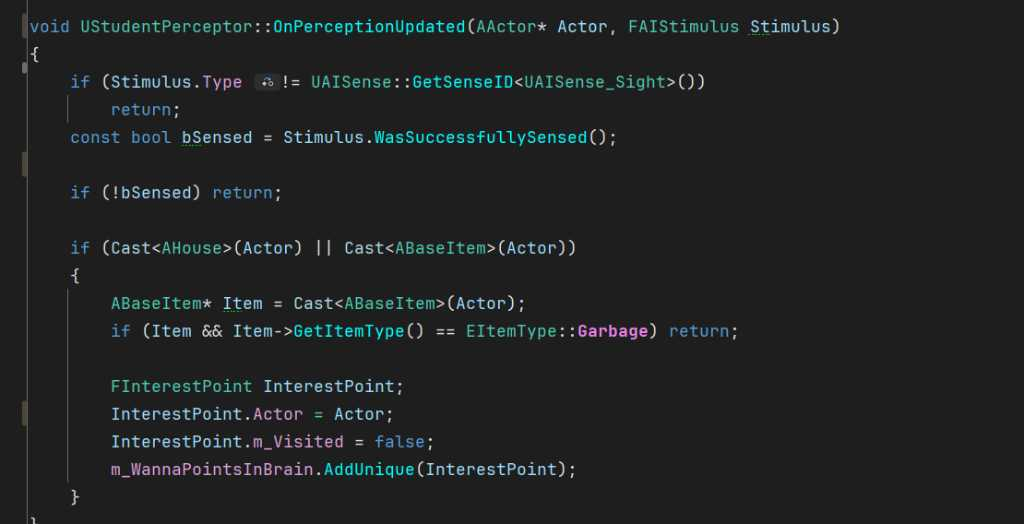 void UStudentPerceptor::OnPerceptionUpdated(AActor* Actor, FAIStimulus Stimulus)
{
    if (Stimulus.Type != UAISense::GetSenseID<UAISense_Sight>())
        return;
    const bool bSensed = Stimulus.WasSuccessfullySensed();

    if (!bSensed) return;

    if (Cast<AHouse>(Actor) || Cast<ABaseItem>(Actor))
    {
        ABaseItem* Item = Cast<ABaseItem>(Actor);
        if (Item && Item->GetItemType() == EItemType::Garbage) return;

        FInterestPoint InterestPoint;
        InterestPoint.Actor = Actor;
        InterestPoint.m_Visited = false;
        m_WannaPointsInBrain.AddUnique(InterestPoint);
    }
}